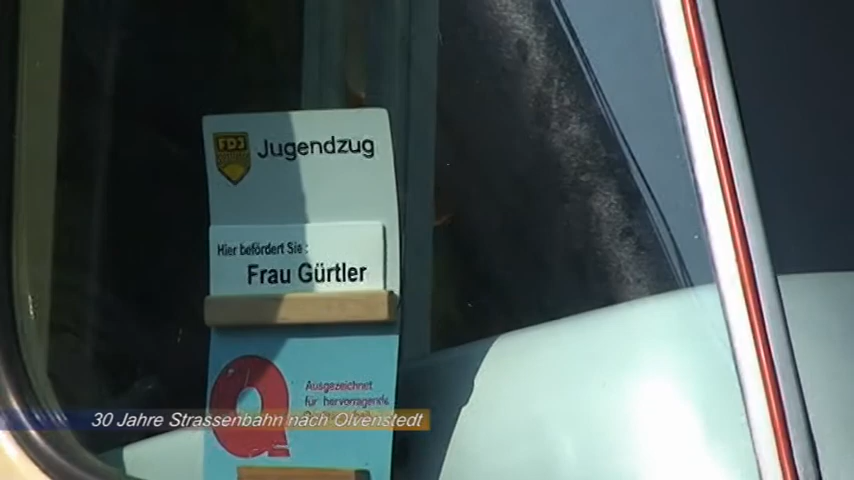 FDJ
Jugendzug
Hier befördert Sie :
Frau Gürtler
Q
Ausgezeichnet
für hervorragende
30 Jahre Strassenbahn nach Olvenstedt